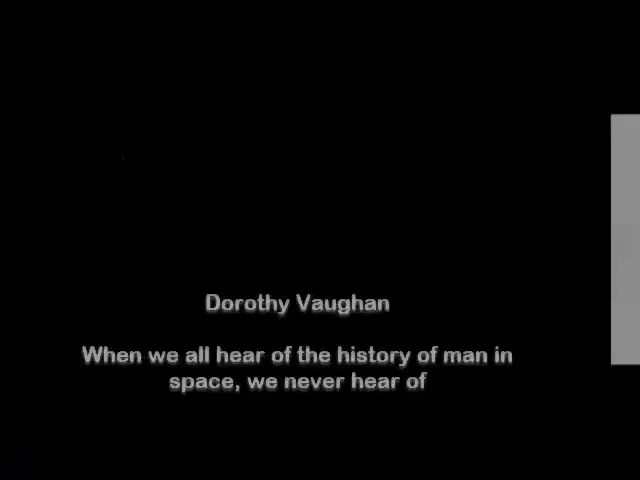 Dorothy Vaughan
When we all hear of the history of man in
space, we never hear of